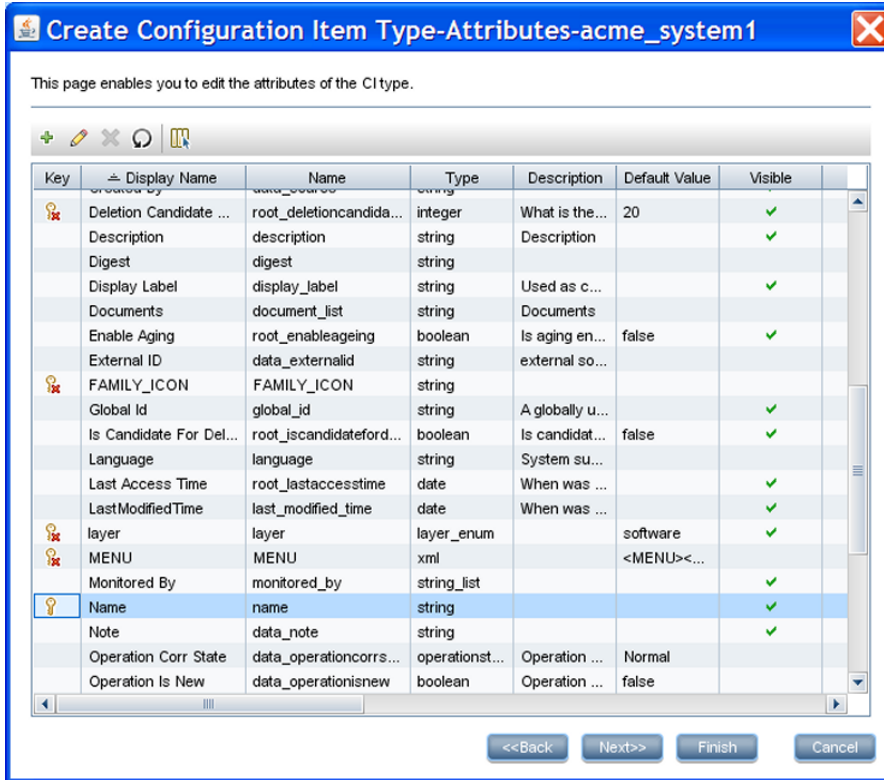 Create Configuration Item Type-Attributes-acme_system1
This page enables you to edit the attributes of the CI type.
Key Display Name Name Type Description Default Value Visible
Created By data_source string
Deletion Candidate ... root_deletioncandida... integer What is the... 20
Description description string Description
Digest digest string
Display Label display_label string Used as c...
Documents document_list string Documents
Enable Aging root_enableageing boolean Is aging en... false
External ID data_externalid string external so...
FAMILY_ICON FAMILY_ICON string
Global Id global_id string A globally u...
Is Candidate For Del... root_iscandidateford... boolean Is candidat... false
Language language string System su...
Last Access Time root_lastaccesstime date When was ...
LastModifiedTime last_modified_time date When was ...
layer layer layer_enum software
MENU MENU xml <MENU><...
Monitored By monitored_by string_list
Name name string
Note data_note string
Operation Corr State data_operationcorrs... operationst... Operation ... Normal
Operation Is New data_operationisnew boolean Operation ... false
<<Back Next>> Finish Cancel